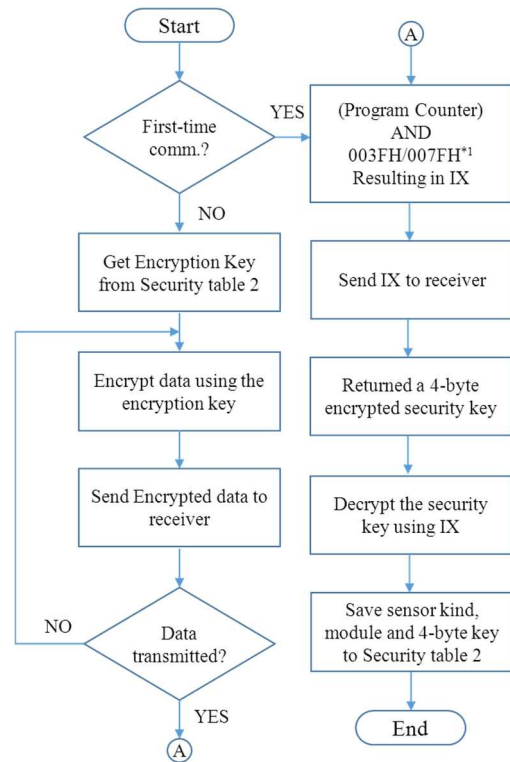 Start
First-time
comm.?
YES
NO
Get Encryption Key
from Security table 2
Encrypt data using the
encryption key
Send Encrypted data to
receiver
NO
Data
transmitted?
YES
A
A
(Program Counter)
AND
003FH/007FH*1
Resulting in IX
Send IX to receiver
Returned a 4-byte
encrypted security key
Decrypt the security
key using IX
Save sensor kind,
module and 4-byte key
to Security table 2
End